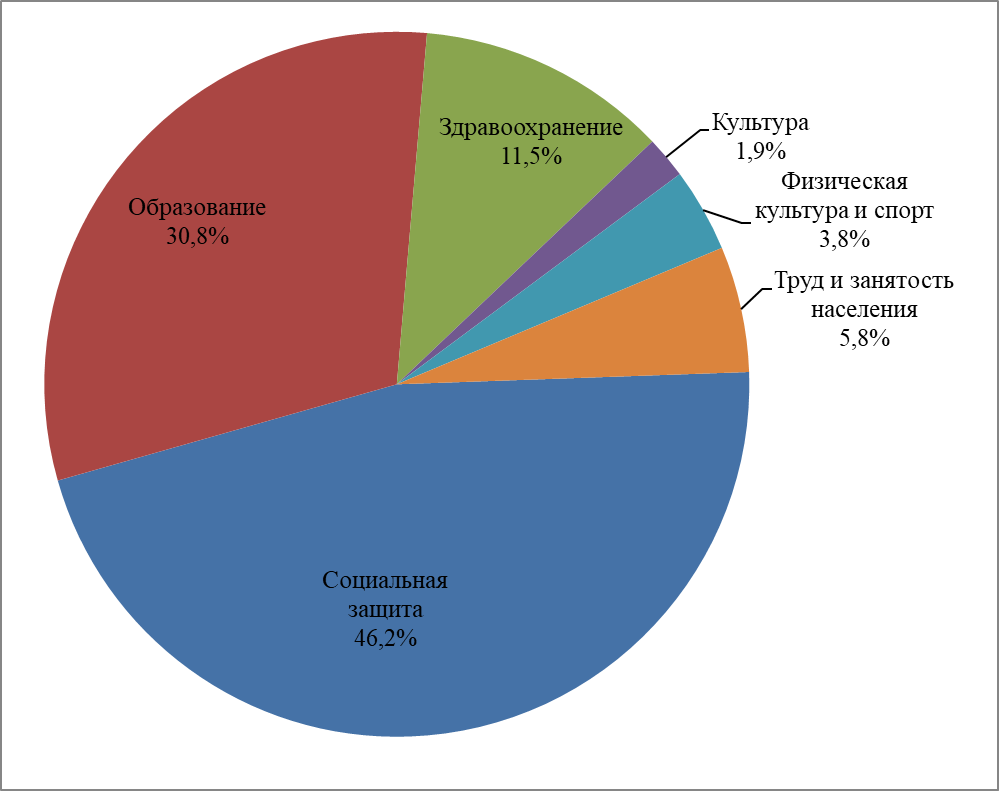 Здравоохранение
11,5%
Культура
1,9%
Физическая
культура и спорт
3,8%
Образование
30,8%
Труд и занятость
населения
5,8%
Социальная
защита
46,2%